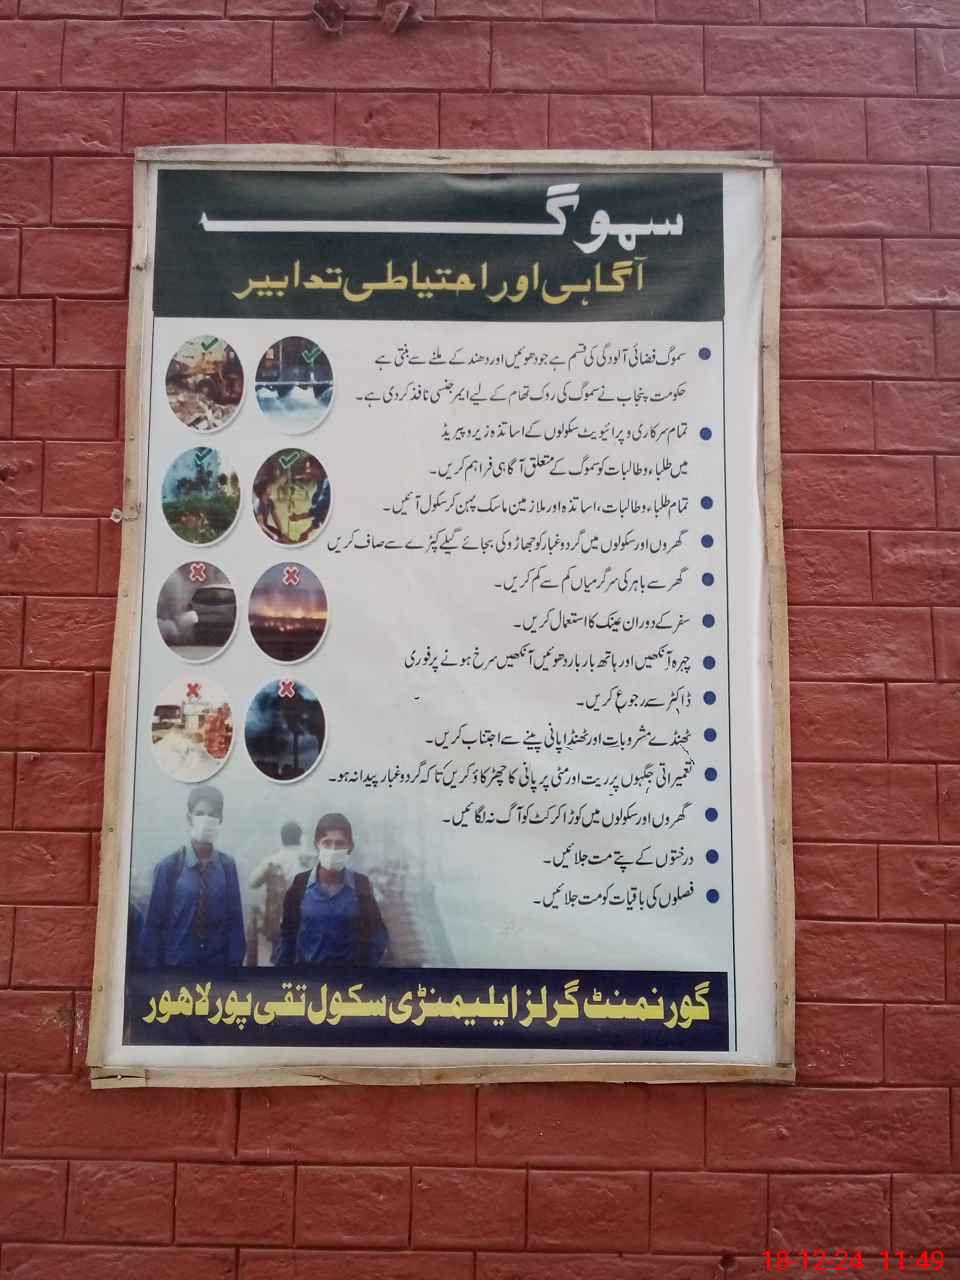 سموگ
آگاہی اور احتیاطی تدابیر
سموگ فضائی آلودگی کی قسم ہے جو دھوئیں اور دھند کے ملنے سے بنتی ہے
حکومت پنجاب نے سموگ کی روک تھام کے لیے ایمرجنسی نافذ کر دی ہے۔
تمام سرکاری و پرائیویٹ سکولوں کے اساتذہ زیرو پیریڈ
میں طلباء و طالبات کو سموگ کے متعلق آگاہی فراہم کریں۔
تمام طلباء و طالبات، اساتذہ اور ملازمین ماسک پہن کر سکول آئیں۔
گھروں اور سکولوں میں گردوغبار کو جھاڑو کی بجائے گیلے کپڑے سے صاف کریں
گھر سے باہر کی سرگرمیاں کم سے کم کریں۔
سفر کے دوران عینک کا استعمال کریں۔
چہرہ آنکھیں اور ہاتھ بار بار دھوئیں آنکھیں سرخ ہونے پر فوری
ڈاکٹر سے رجوع کریں۔
ٹھنڈے مشروبات اور ٹھنڈا پانی پینے سے اجتناب کریں۔
تعمیراتی جگہوں پر ریت اور مٹی پر پانی کا چھڑکاؤ کریں تاکہ گردوغبار پیدا نہ ہو۔
گھروں اور سکولوں میں کوڑا کرکٹ کو آگ نہ لگائیں۔
درختوں کے پتے مت جلائیں۔
فصلوں کی باقیات کو مت جلائیں۔
گورنمنٹ گرلز ایلیمنڑی سکول تقی پور لاھور
18-12-24 11:49